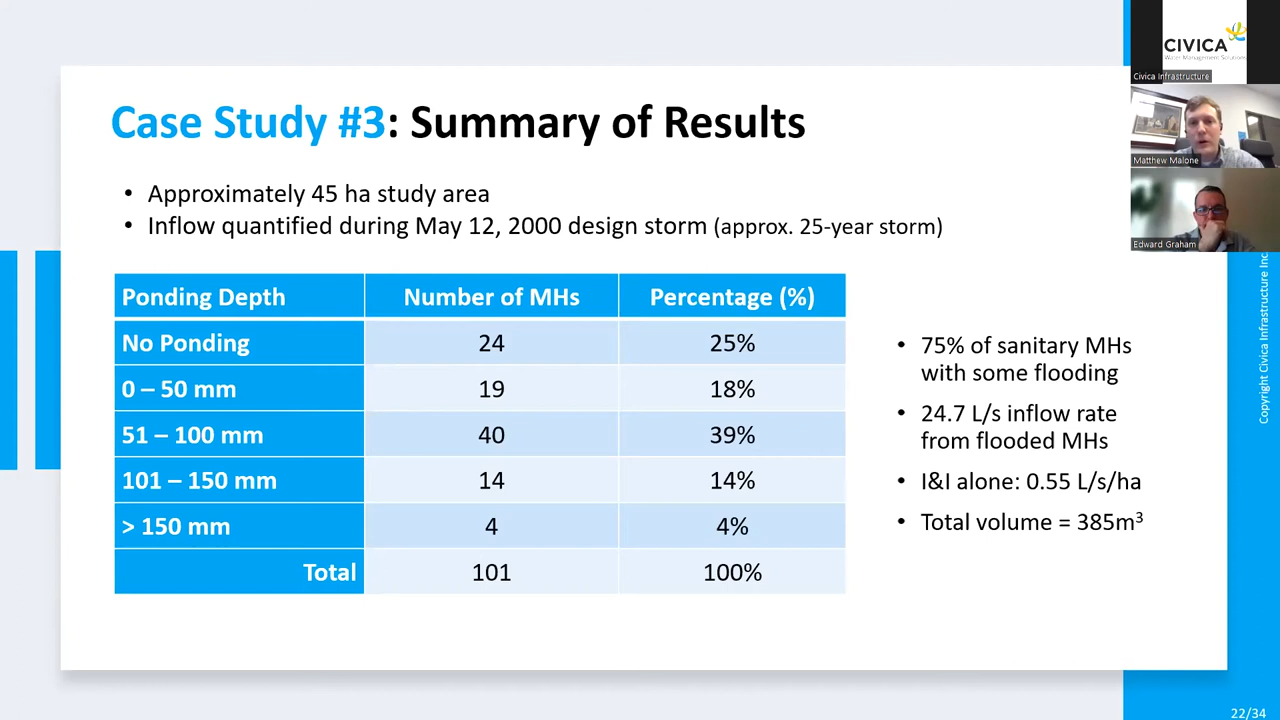 Case Study #3: Summary of Results
• Approximately 45 ha study area
• Inflow quantified during May 12, 2000 design storm (approx. 25-year storm)
Ponding Depth Number of MHs Percentage (%)
No Ponding 24 25%
0 – 50 mm 19 18%
51 – 100 mm 40 39%
101 – 150 mm 14 14%
> 150 mm 4 4%
Total 101 100%
• 75% of sanitary MHs
with some flooding
• 24.7 L/s inflow rate
from flooded MHs
• I&I alone: 0.55 L/s/ha
• Total volume = 385m³
CIVICA
Water Management Solutions
Civica Infrastructure
Matthew Malone
Edward Graham
Copyright Civica Infrastructure Inc
22/34